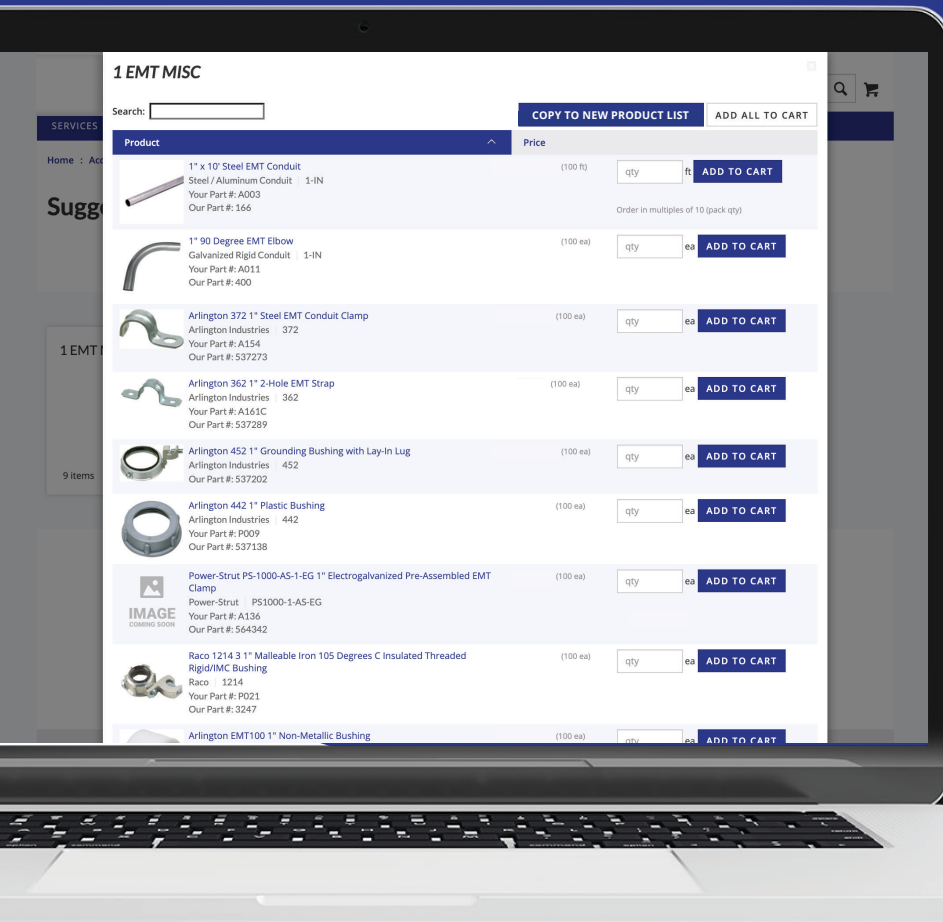 1 EMT MISC
Search:
COPY TO NEW PRODUCT LIST
ADD ALL TO CART
SERVICES
Product
Price
Home : Acc
Sugge
1" x 10' Steel EMT Conduit
Steel / Aluminum Conduit | 1-IN
Your Part #: A003
Our Part #: 166
(100 ft)
qty ft ADD TO CART
Order in multiples of 10 (pack qty)
1" 90 Degree EMT Elbow
Galvanized Rigid Conduit | 1-IN
Your Part #: A011
Our Part #: 400
(100 ea)
qty ea ADD TO CART
Arlington 372 1" Steel EMT Conduit Clamp
Arlington Industries | 372
Your Part #: A154
Our Part #: 537273
(100 ea)
qty ea ADD TO CART
1 EMT M
Arlington 362 1" 2-Hole EMT Strap
Arlington Industries | 362
Your Part #: A161C
Our Part #: 537289
(100 ea)
qty ea ADD TO CART
Arlington 452 1" Grounding Bushing with Lay-In Lug
Arlington Industries | 452
Our Part #: 537202
(100 ea)
qty ea ADD TO CART
9 items
Arlington 442 1" Plastic Bushing
Arlington Industries | 442
Your Part #: P009
Our Part #: 537138
(100 ea)
qty ea ADD TO CART
IMAGE
COMING SOON
Power-Strut PS-1000-AS-1-EG 1" Electrogalvanized Pre-Assembled EMT
Clamp
Power-Strut | PS1000-1-AS-EG
Your Part #: A136
Our Part #: 564342
(100 ea)
qty ea ADD TO CART
Raco 1214 3 1" Malleable Iron 105 Degrees C Insulated Threaded
Rigid/IMC Bushing
Raco | 1214
Your Part #: P021
Our Part #: 3247
(100 ea)
qty ea ADD TO CART
Arlington EMT100 1" Non-Metallic Bushing
(100 ea)
qty ea ADD TO CART
option command command option